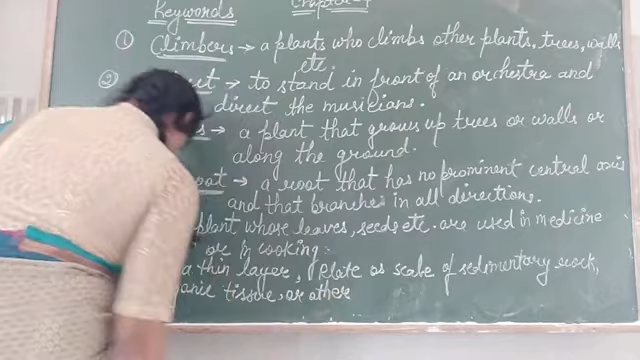 Keywords Chapter
① Climbers → a plants who climbs other plants, trees, walls
etc.
② → to stand in front of an orchestra and
direct the musicians.
→ a plant that grows up trees or walls or
along the ground.
→ a root that has no prominent central axis
and that branches in all directions.
plant whose leaves, seeds etc. are used in medicine
or in cooking.
a thin layer, plate or scale of sedimentary rock,
tissue, or other